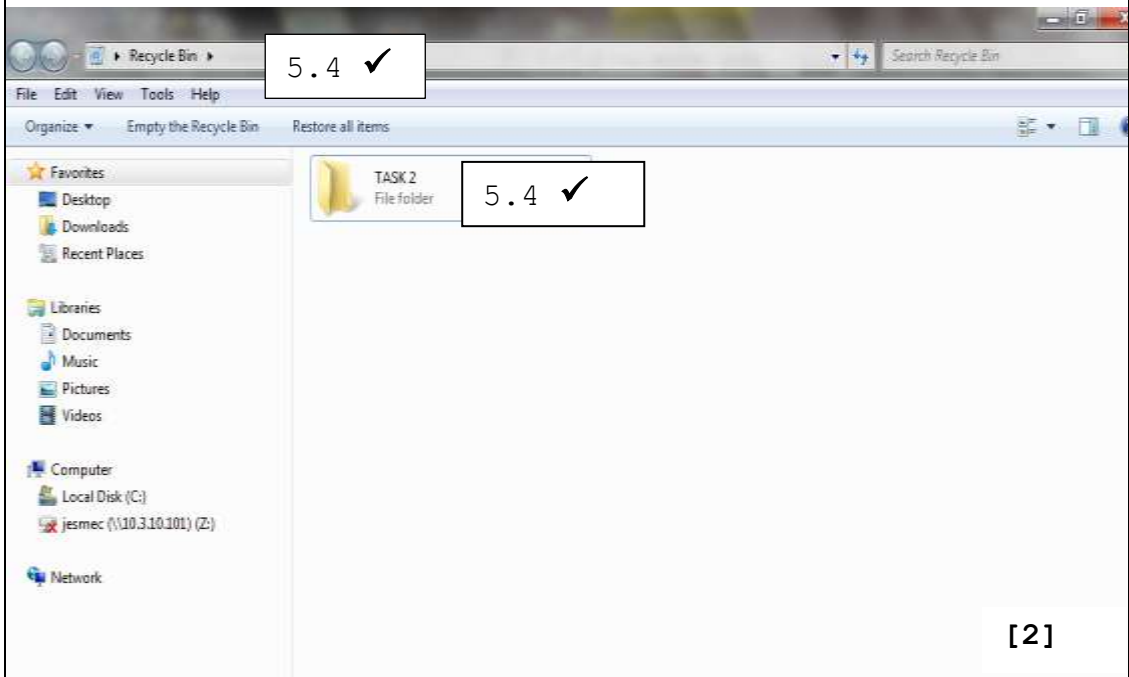 Recycle Bin
5.4 ✓
Search Recycle Bin
File Edit View Tools Help
Organize Empty the Recycle Bin Restore all items
Favorites
Desktop
Downloads
Recent Places
Libraries
Documents
Music
Pictures
Videos
Computer
Local Disk (C:)
jesmec (\\10.3.10.101) (Z:)
Network
TASK 2
File folder
5.4 ✓
[2]